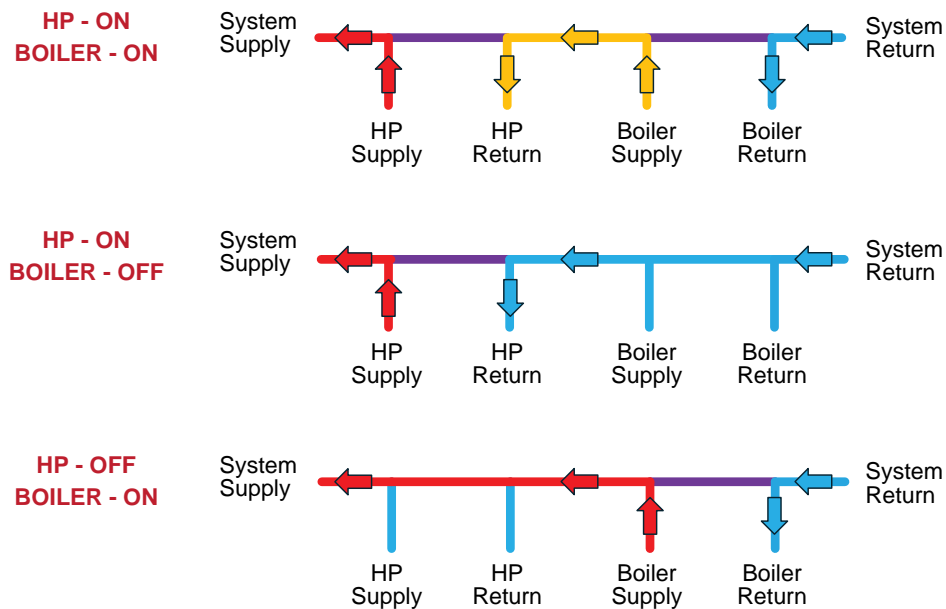 HP - ON
BOILER - ON
System
Supply
System
Return
HP
Supply
HP
Return
Boiler
Supply
Boiler
Return
HP - ON
BOILER - OFF
System
Supply
System
Return
HP
Supply
HP
Return
Boiler
Supply
Boiler
Return
HP - OFF
BOILER - ON
System
Supply
System
Return
HP
Supply
HP
Return
Boiler
Supply
Boiler
Return